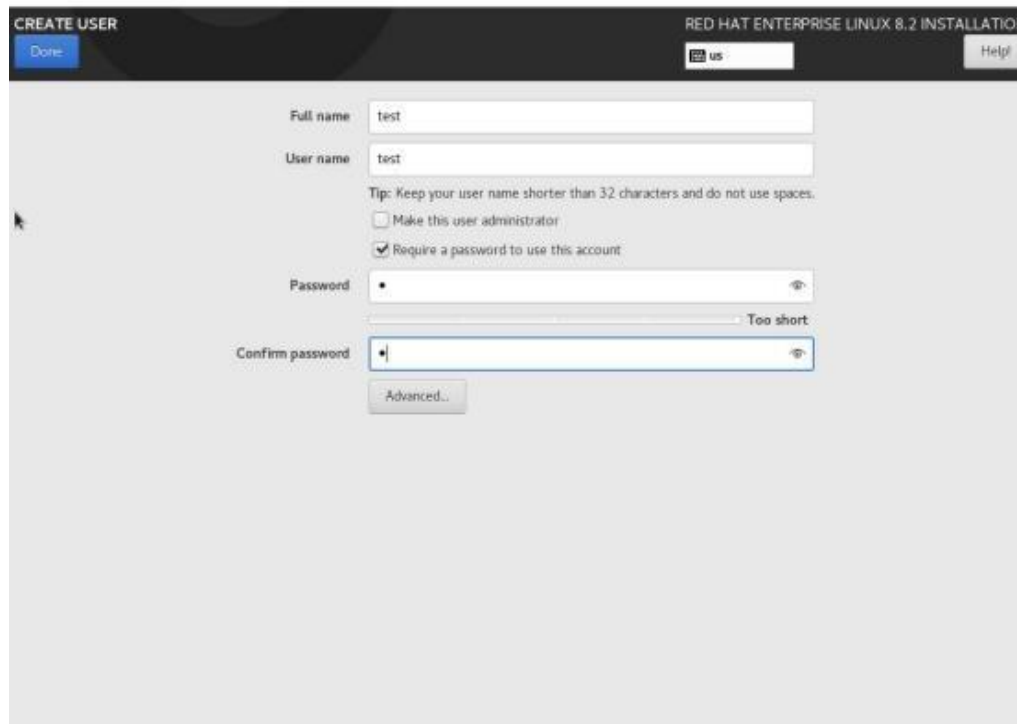 CREATE USER
RED HAT ENTERPRISE LINUX 8.2 INSTALLATIO
Done
us
Help!
Full name
test
User name
test
Tip: Keep your user name shorter than 32 characters and do not use spaces.
Make this user administrator
Require a password to use this account
Password
Too short
Confirm password
Advanced...